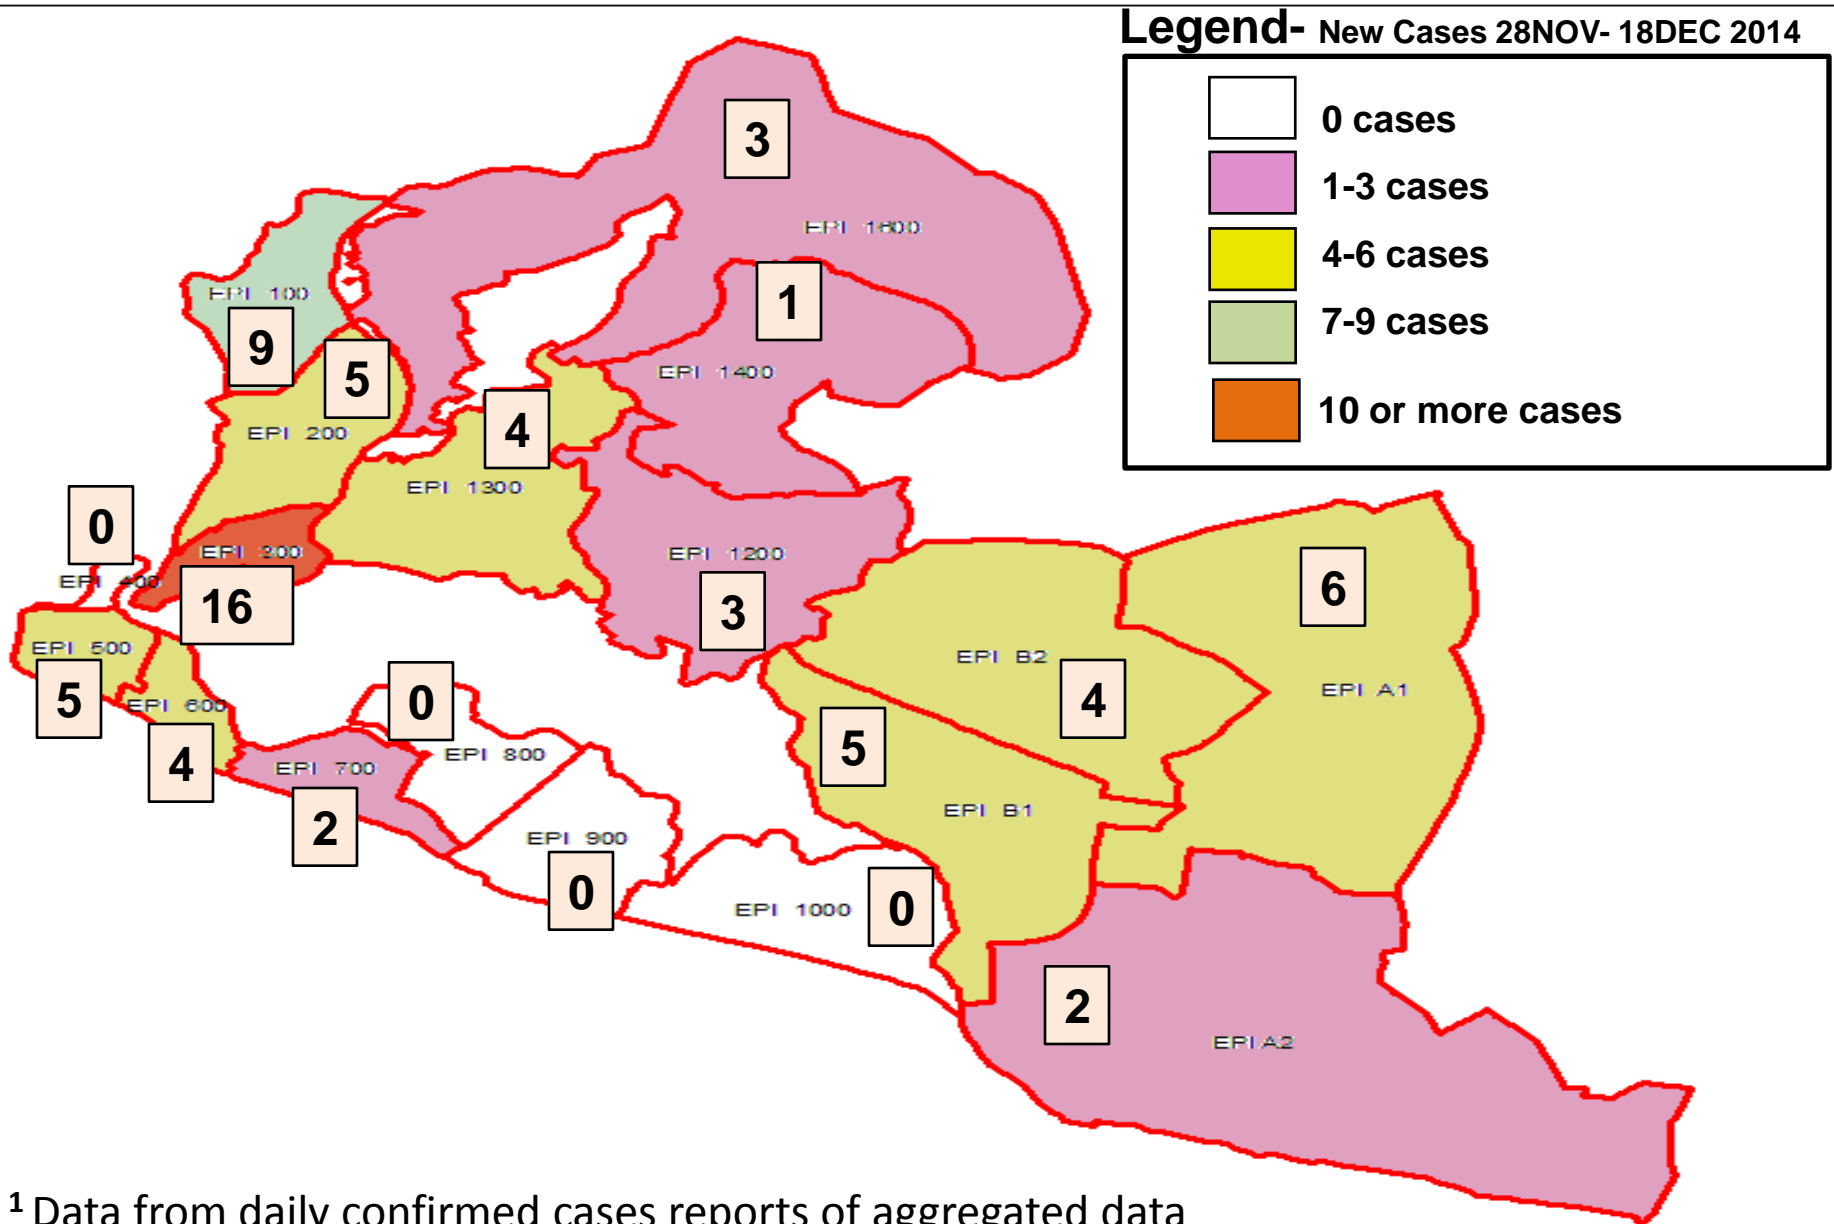 Legend- New Cases 28NOV- 18DEC 2014
0 cases
1-3 cases
4-6 cases
7-9 cases
10 or more cases
3
EPI 1600
1
EPI 100
9
5
EPI 1400
4
EPI 200
EPI 1300
0
EPI 300
EPI 1200
EPI 400
16
3
6
EPI 500
5
EPI B2
EPI A1
0
4
EPI 600
4
5
EPI 800
EPI 700
2
EPI B1
EPI 900
0
EPI 1000
0
2
EPI A2
1 Data from daily confirmed cases reports of aggregated data